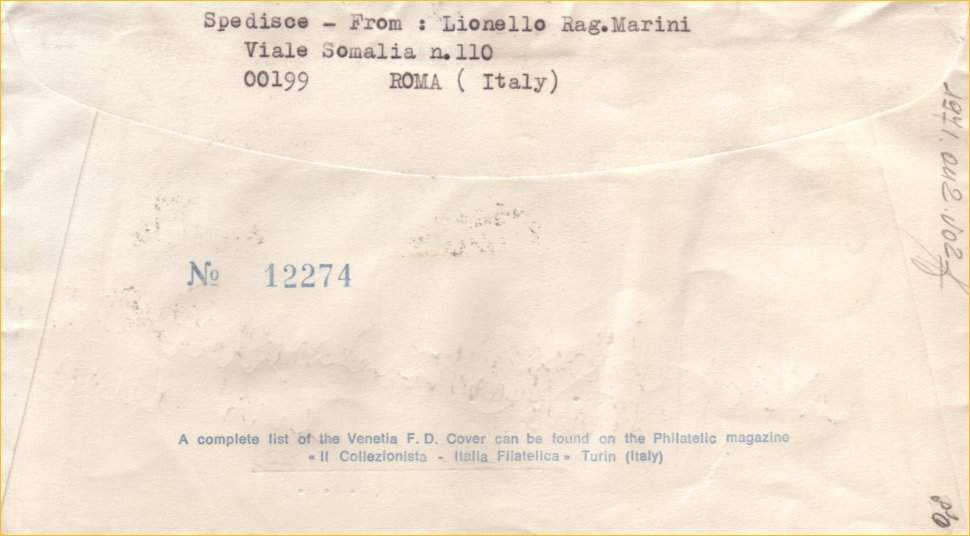 Spedisce - From : Lionello Rag.Marini
Viale Somalia n.110
00199 ROMA ( Italy)
№ 12274
A complete list of the Venetia F. D. Cover can be found on the Philatelic magazine
« Il Collezionista - Italia Filatelica » Turin (Italy)